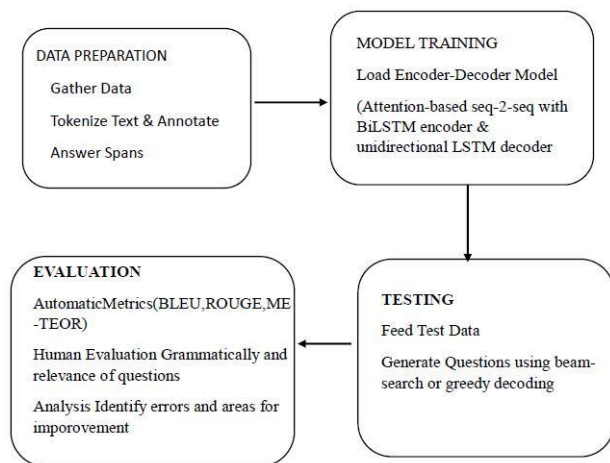 DATA PREPARATION
Gather Data
Tokenize Text & Annotate
Answer Spans
MODEL TRAINING
Load Encoder-Decoder Model
(Attention-based seq-2-seq with
BiLSTM encoder &
unidirectional LSTM decoder
EVALUATION
AutomaticMetrics(BLEU,ROUGE,ME
-TEOR)
Human Evaluation Grammatically and
relevance of questions
Analysis Identify errors and areas for
imporovement
TESTING
Feed Test Data
Generate Questions using beam-
search or greedy decoding